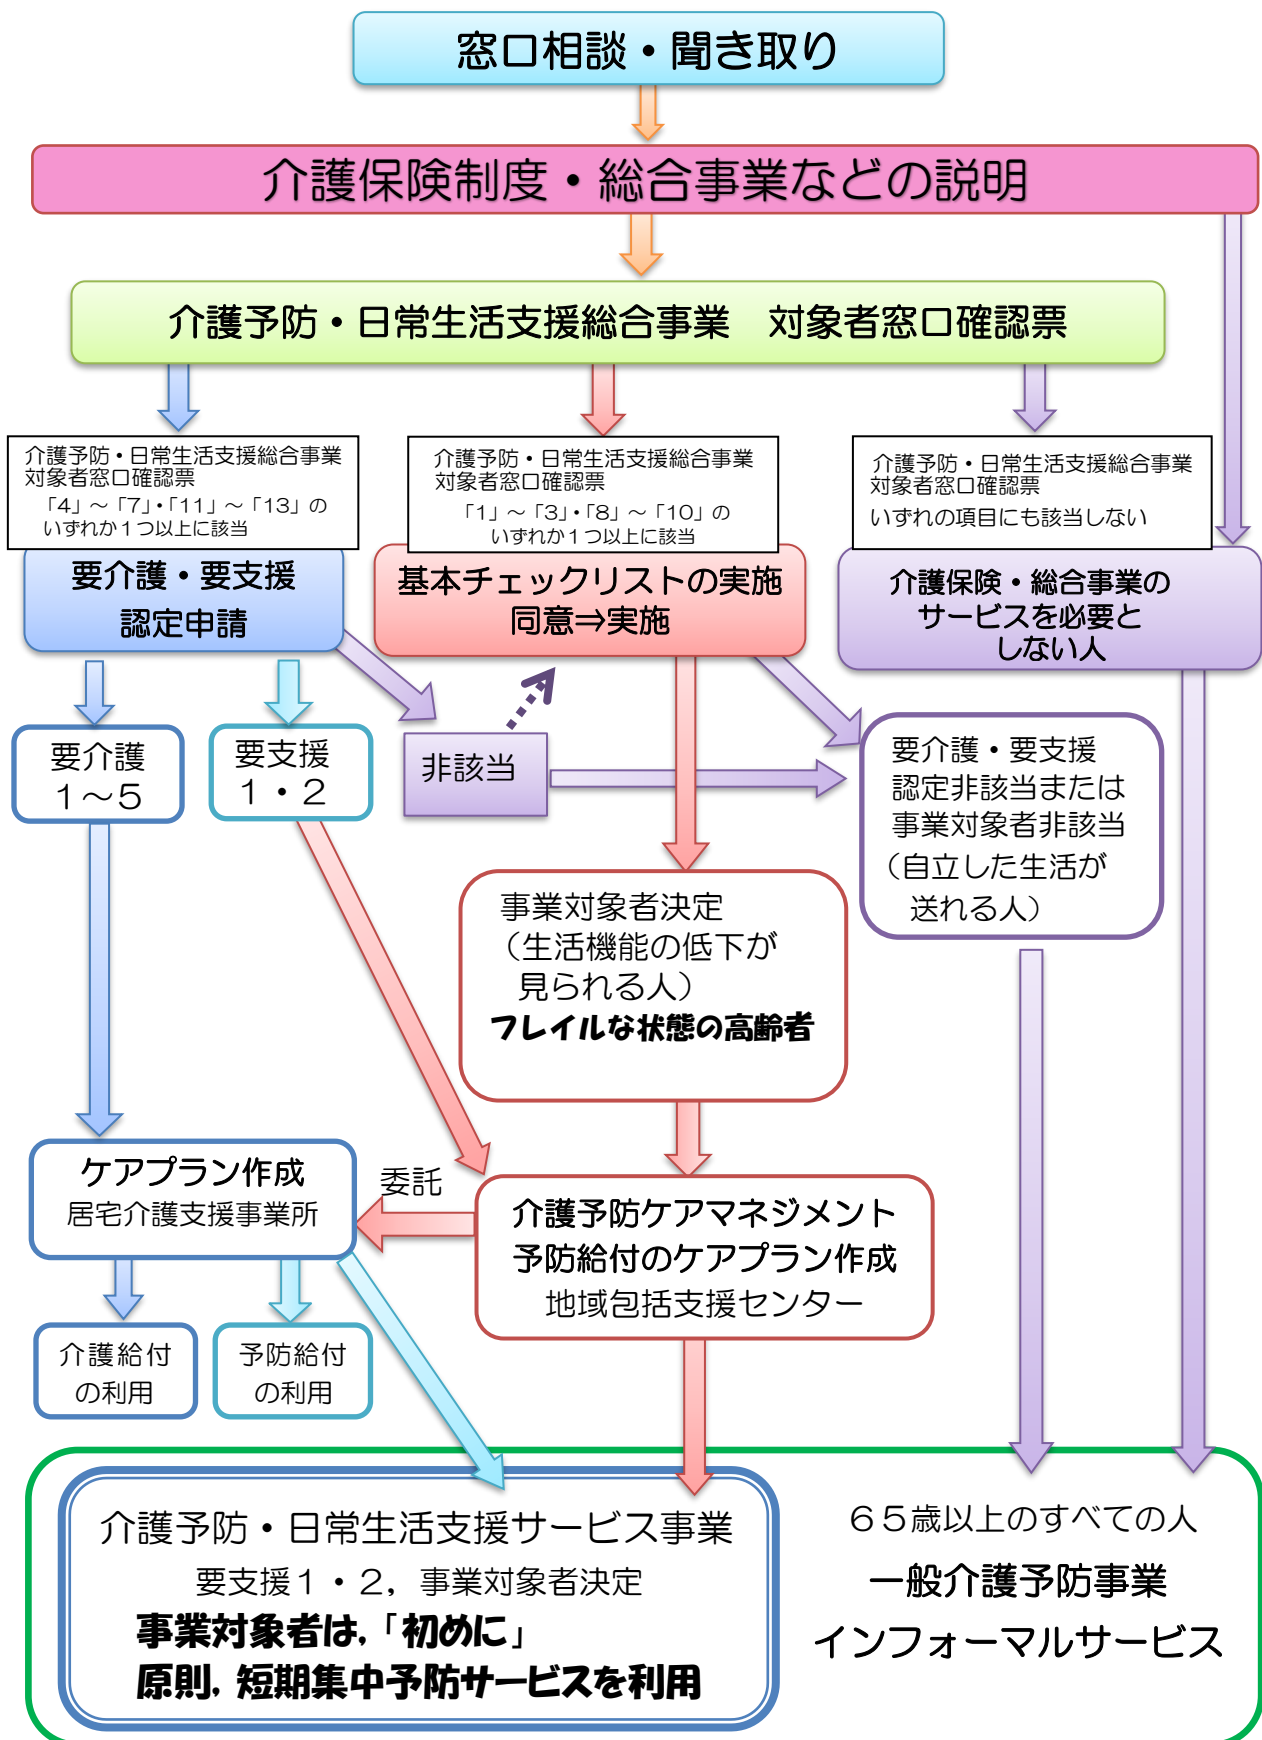 窓口相談・聞き取り
介護保険制度・総合事業などの説明
介護予防・日常生活支援総合事業　対象者窓口確認票
介護予防・日常生活支援総合事業
対象者窓口確認票
「4」～「7」・「11」～「13」の
いずれか1つ以上に該当
要介護・要支援
認定申請
介護予防・日常生活支援総合事業
対象者窓口確認票
「1」～「3」・「8」～「10」の
いずれか1つ以上に該当
基本チェックリストの実施
同意⇒実施
介護予防・日常生活支援総合事業
対象者窓口確認票
いずれの項目にも該当しない
介護保険・総合事業の
サービスを必要と
しない人
要介護
1～5
要支援
1・2
非該当
要介護・要支援
認定非該当または
事業対象者非該当
（自立した生活が
送れる人）
事業対象者決定
（生活機能の低下が
見られる人）
フレイルな状態の高齢者
ケアプラン作成
居宅介護支援事業所
委託
介護予防ケアマネジメント
予防給付のケアプラン作成
地域包括支援センター
介護給付
の利用
予防給付
の利用
介護予防・日常生活支援サービス事業
要支援1・2，事業対象者決定
事業対象者は，「初めに」
原則，短期集中予防サービスを利用
６５歳以上のすべての人
一般介護予防事業
インフォーマルサービス